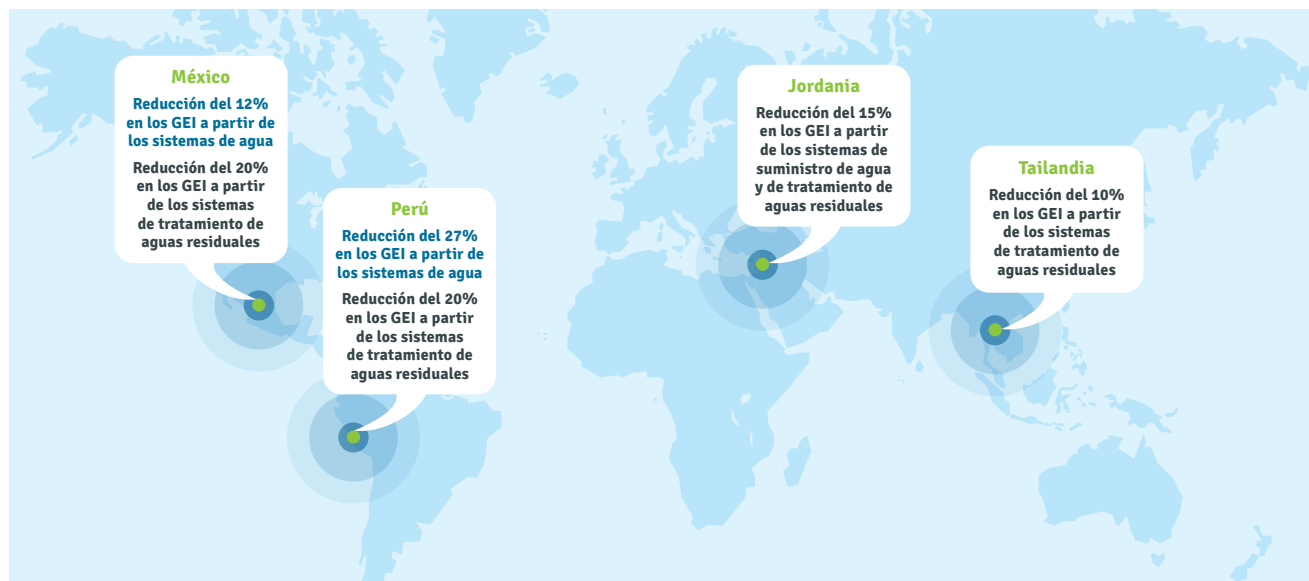 México
Reducción del 12%
en los GEI a partir de
los sistemas de agua
Reducción del 20%
en los GEI a partir
de los sistemas
de tratamiento de
aguas residuales
Perú
Reducción del 27%
en los GEI a partir de
los sistemas de agua
Reducción del 20%
en los GEI a partir
de los sistemas
de tratamiento de
aguas residuales
Jordania
Reducción del 15%
en los GEI a partir
de los sistemas de
suministro de agua
y de tratamiento de
aguas residuales
Tailandia
Reducción del 10%
en los GEI a partir
de los sistemas
de tratamiento de
aguas residuales